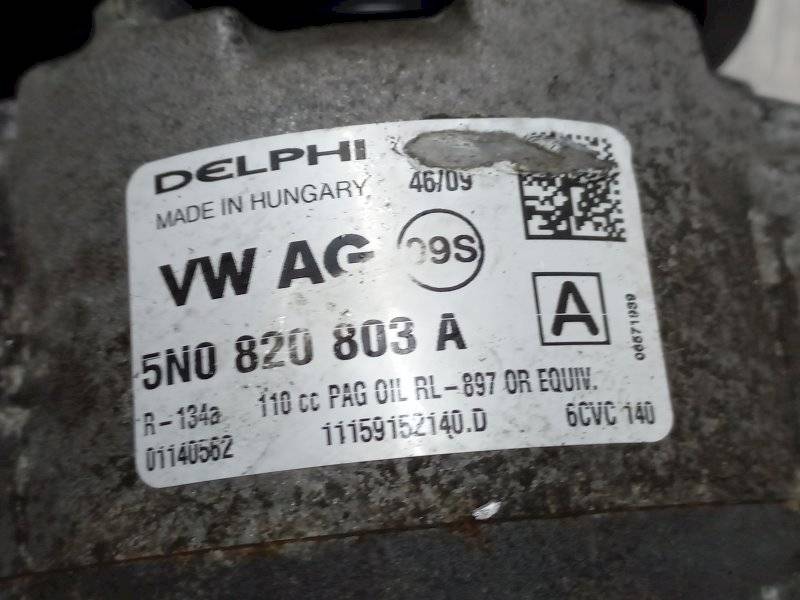 DELPHI
MADE IN HUNGARY 46/09
VW AG 09S
5N0 820 803 A A
06671939
R-134a 110 cc PAG OIL RL-897 OR EQUIV.
01140562 11159152140.D 6CVC 140